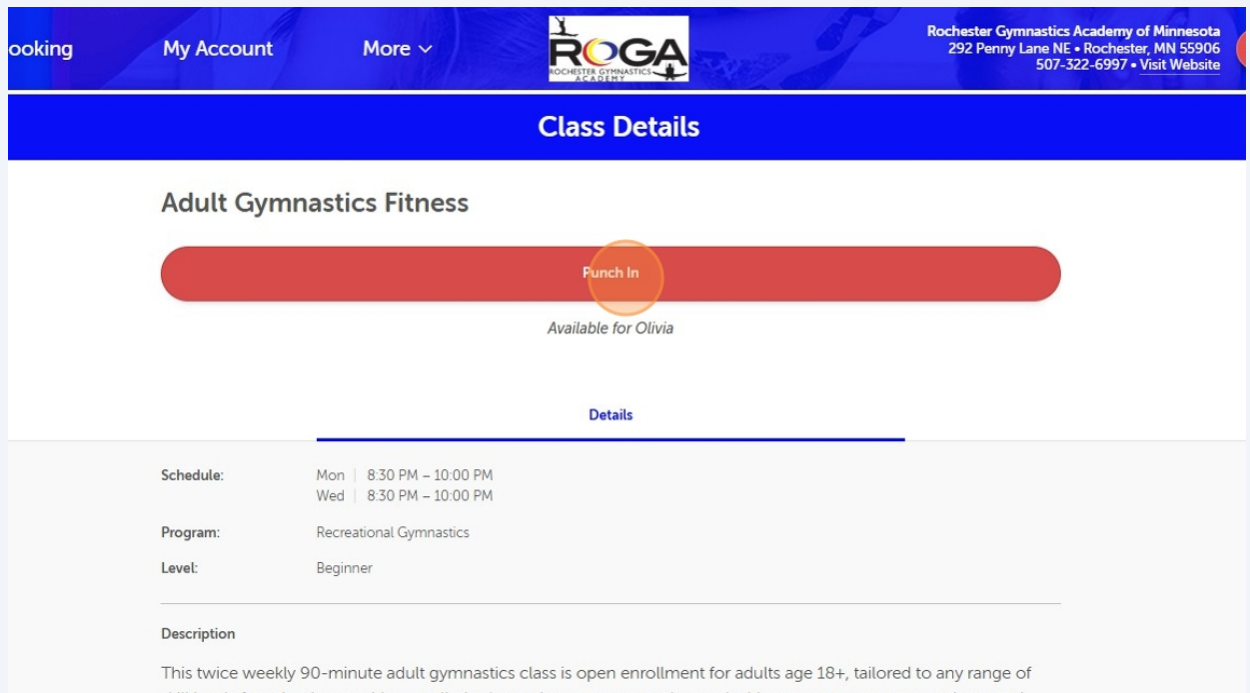 ooking
My Account
More
ROGA
ROCHESTER GYMNASTICS
ACADEMY
Rochester Gymnastics Academy of Minnesota
292 Penny Lane NE • Rochester, MN 55906
507-322-6997 • Visit Website
Class Details
Adult Gymnastics Fitness
Punch In
Available for Olivia
Details
Schedule:
Mon | 8:30 PM – 10:00 PM
Wed | 8:30 PM – 10:00 PM
Program: Recreational Gymnastics
Level: Beginner
Description
This twice weekly 90-minute adult gymnastics class is open enrollment for adults age 18+, tailored to any range of